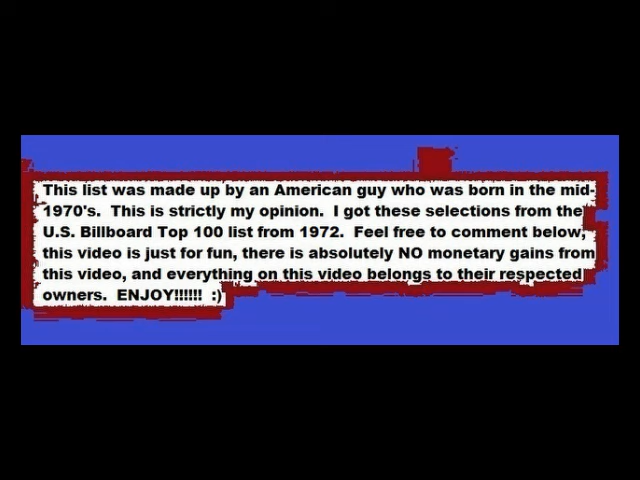 This list was made up by an American guy who was born in the mid-
1970's.  This is strictly my opinion.  I got these selections from the
U.S. Billboard Top 100 list from 1972.  Feel free to comment below,
this video is just for fun, there is absolutely NO monetary gains from
this video, and everything on this video belongs to their respected
owners.  ENJOY!!!!!!  :)